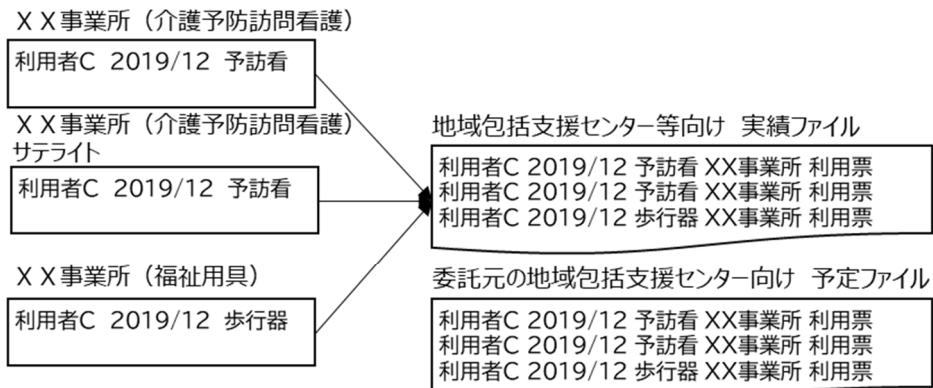 ＸＸ事業所（介護予防訪問看護）
利用者C 2019/12 予訪看
ＸＸ事業所（介護予防訪問看護）
サテライト
利用者C 2019/12 予訪看
ＸＸ事業所（福祉用具）
利用者C 2019/12 歩行器
地域包括支援センター等向け 実績ファイル
利用者C 2019/12 予訪看 XX事業所 利用票
利用者C 2019/12 予訪看 XX事業所 利用票
利用者C 2019/12 歩行器 XX事業所 利用票
委託元の地域包括支援センター向け 予定ファイル
利用者C 2019/12 予訪看 XX事業所 利用票
利用者C 2019/12 予訪看 XX事業所 利用票
利用者C 2019/12 歩行器 XX事業所 利用票